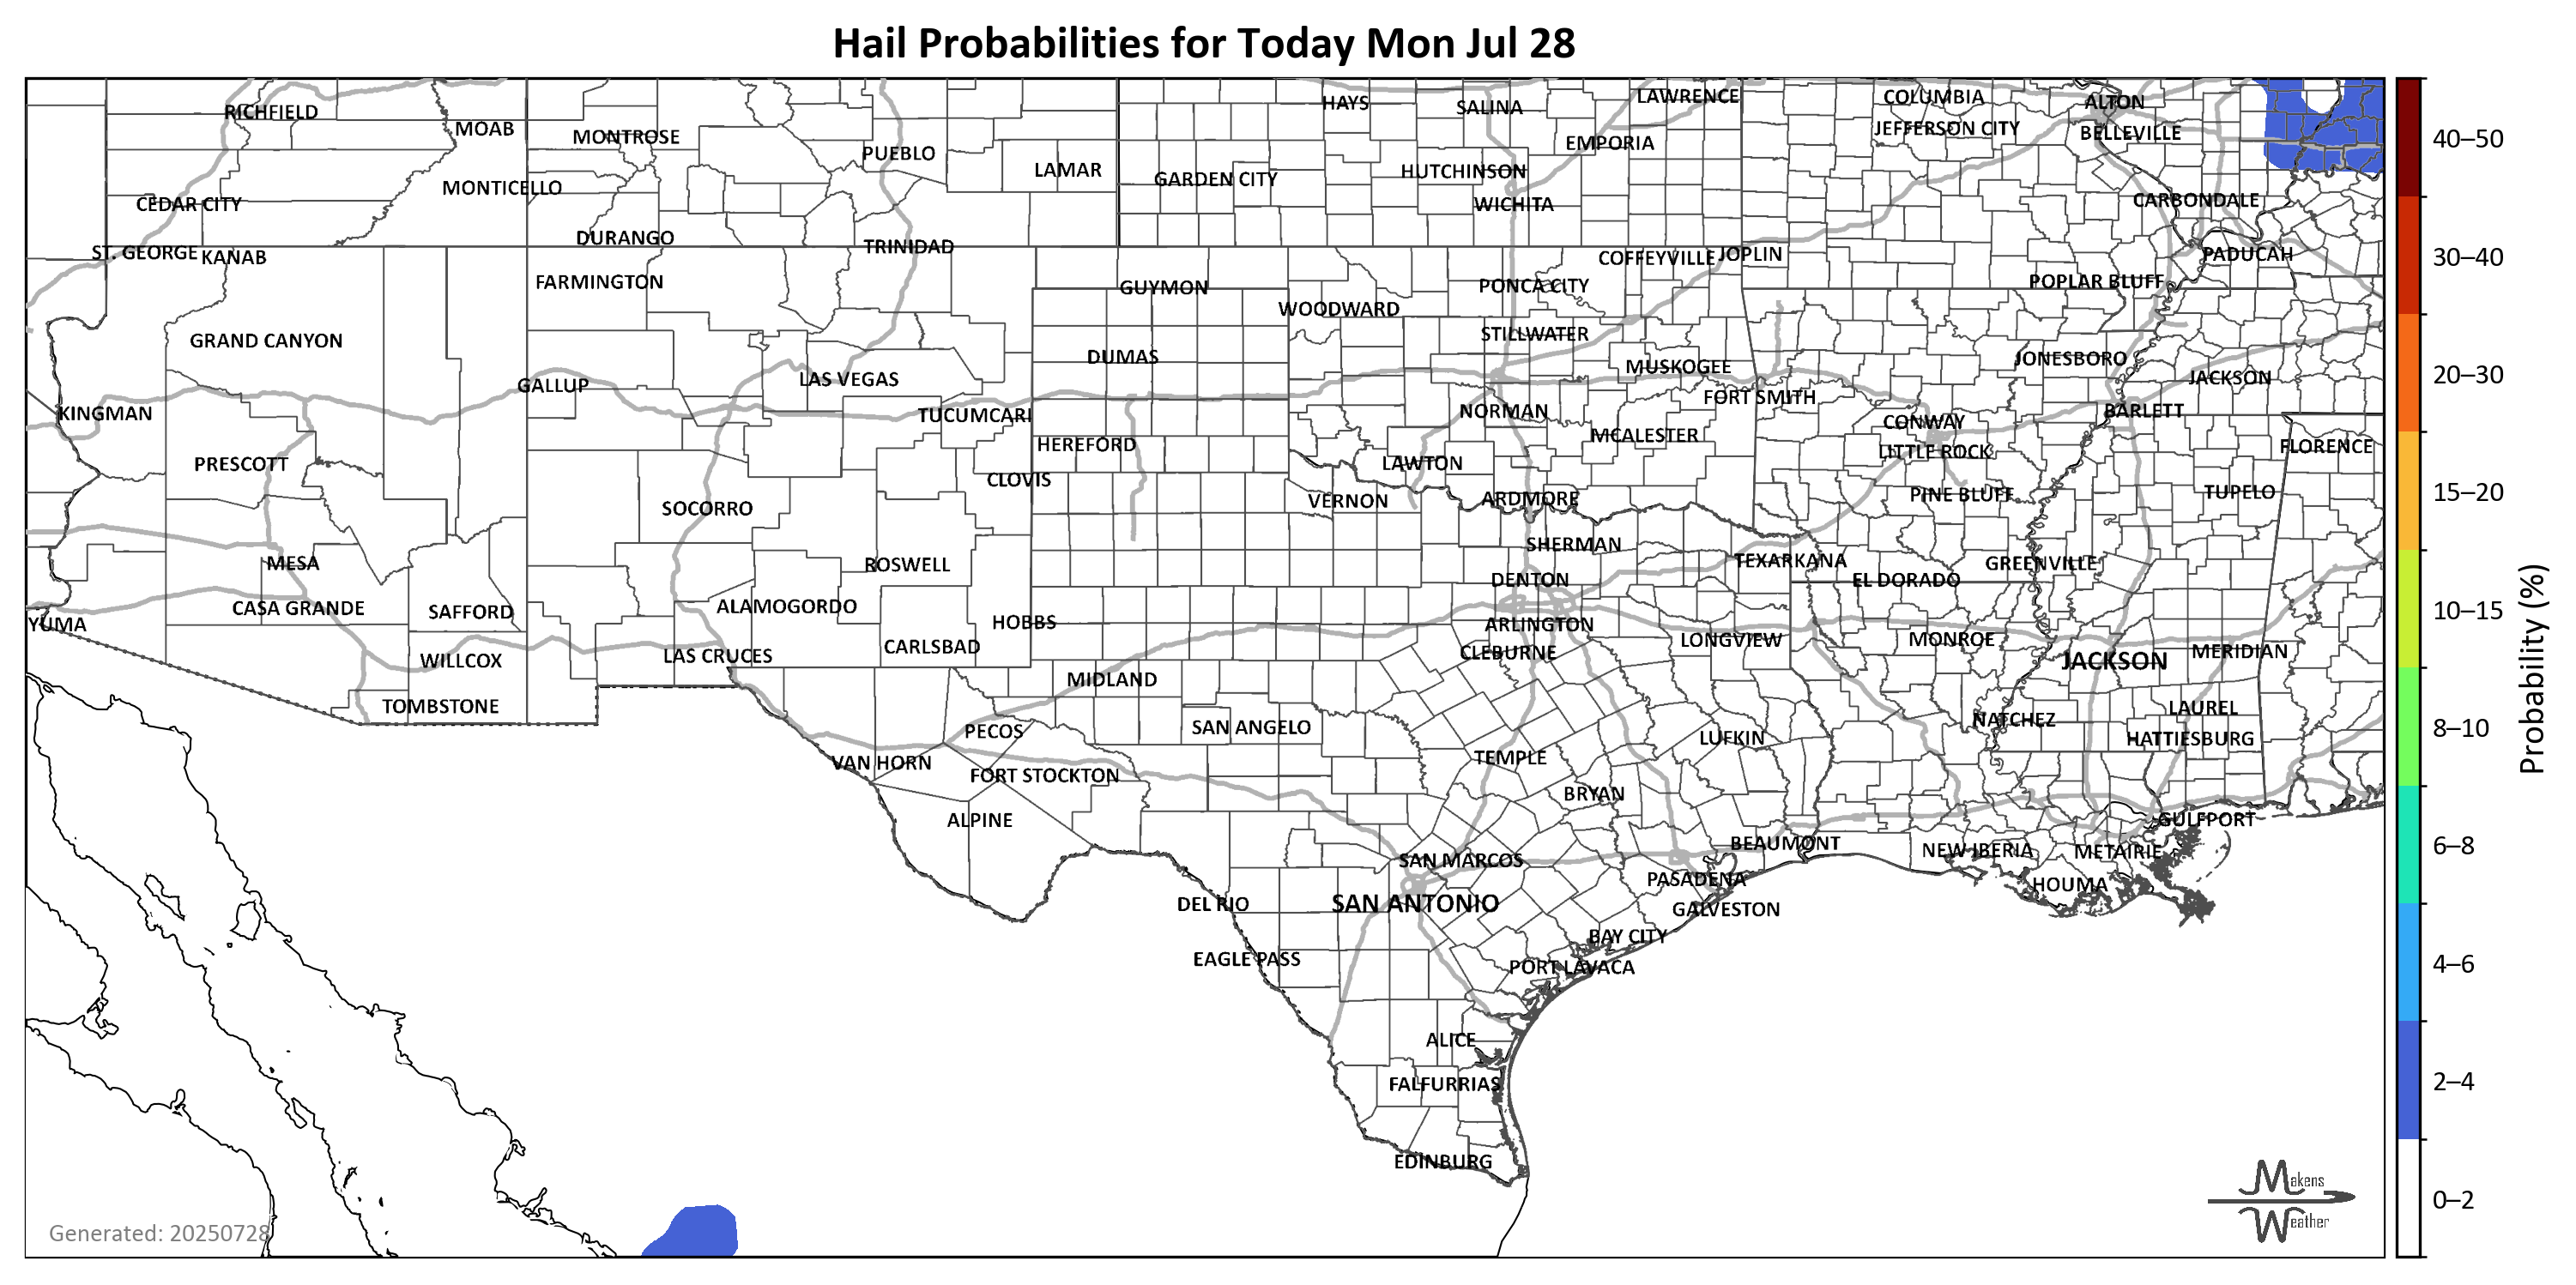 Hail Probabilities for Today Mon Jul 28
RICHFIELD
MOAB
MONTROSE
PUEBLO
LAMAR
HAYS
SALINA
LAWRENCE
COLUMBIA
ALTON
JEFFERSON CITY
BELLEVILLE
EMPORIA
HUTCHINSON
GARDEN CITY
MONTICELLO
CEDAR CITY
WICHITA
CARBONDALE
DURANGO
TRINIDAD
ST. GEORGE
KANAB
COFFEYVILLE
JOPLIN
PADUCAH
FARMINGTON
GUYMON
PONCA CITY
POPLAR BLUFF
WOODWARD
GRAND CANYON
STILLWATER
DUMAS
JONESBORO
MUSKOGEE
LAS VEGAS
JACKSON
GALLUP
FORT SMITH
KINGMAN
TUCUMCARI
NORMAN
BARLETT
CONWAY
HEREFORD
MCALESTER
FLORENCE
LITTLE ROCK
PRESCOTT
LAWTON
CLOVIS
VERNON
ARDMORE
PINE BLUFF
TUPELO
SOCORRO
SHERMAN
MESA
ROSWELL
TEXARKANA
GREENVILLE
DENTON
EL DORADO
CASA GRANDE
SAFFORD
ALAMOGORDO
YUMA
HOBBS
ARLINGTON
CARLSBAD
LONGVIEW
MONROE
CLEBURNE
MERIDIAN
WILLCOX
LAS CRUCES
JACKSON
MIDLAND
TOMBSTONE
LAUREL
NATCHEZ
PECOS
SAN ANGELO
LUFKIN
HATTIESBURG
VAN HORN
TEMPLE
FORT STOCKTON
BRYAN
ALPINE
GULFPORT
BEAUMONT
NEW IBERIA
METAIRIE
SAN MARCOS
PASADENA
HOUMA
DEL RIO
SAN ANTONIO
GALVESTON
BAY CITY
EAGLE PASS
PORT LAVACA
ALICE
FALFURRIAS
EDINBURG
Generated: 20250728
Makens
Weather
40–50
30–40
20–30
15–20
10–15
8–10
6–8
4–6
2–4
0–2
Probability (%)